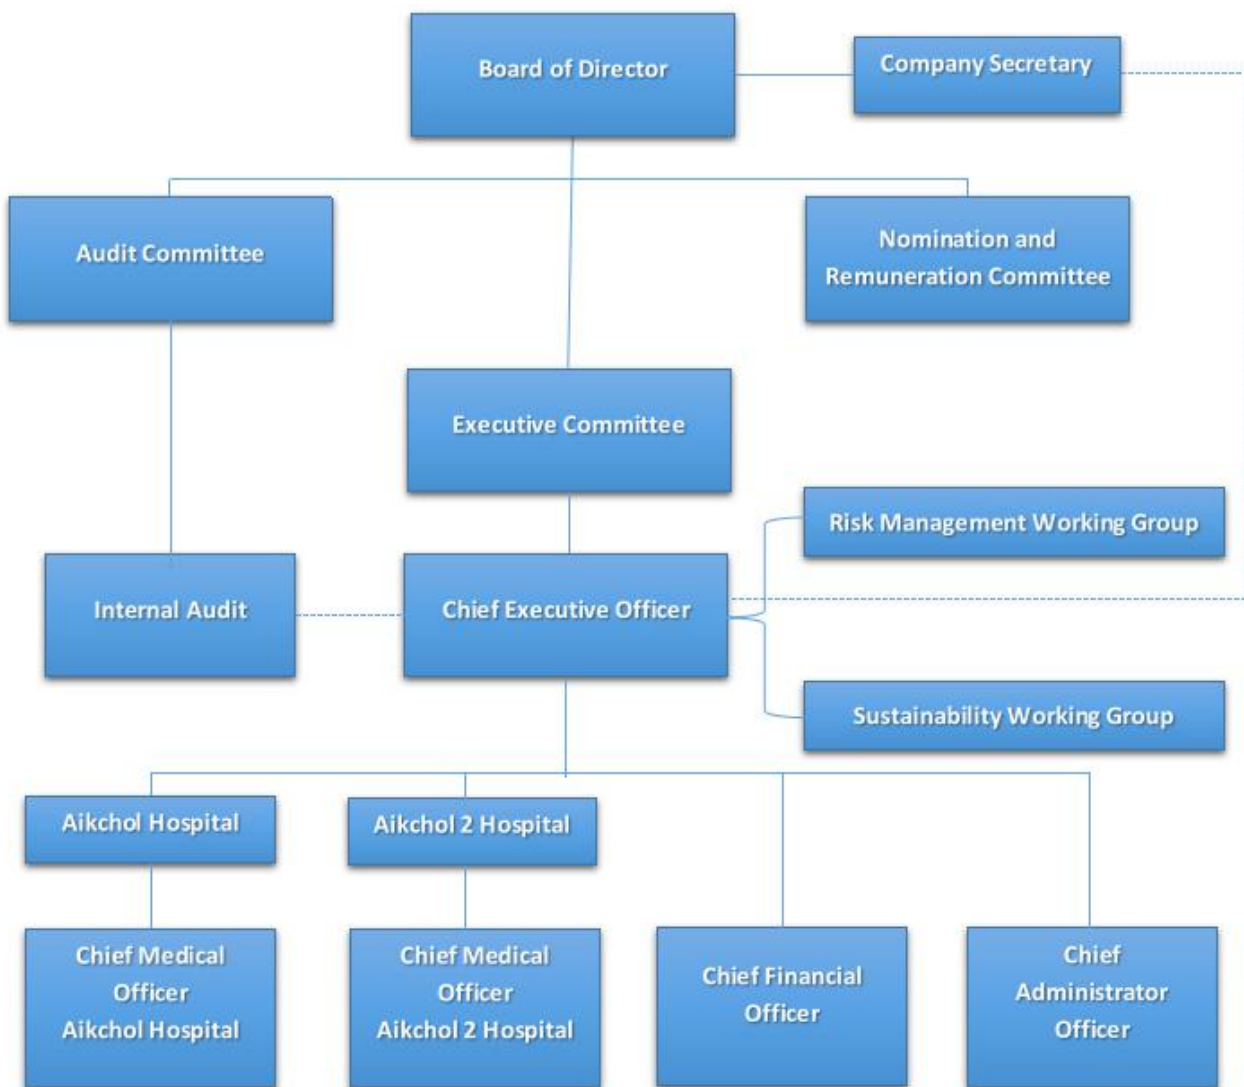 Board of Director
Company Secretary
Audit Committee
Nomination and
Remuneration Committee
Executive Committee
Risk Management Working Group
Internal Audit
Chief Executive Officer
Sustainability Working Group
Aikchol Hospital
Aikchol 2 Hospital
Chief Medical
Officer
Aikchol Hospital
Chief Medical
Officer
Aikchol 2 Hospital
Chief Financial
Officer
Chief
Administrator
Officer